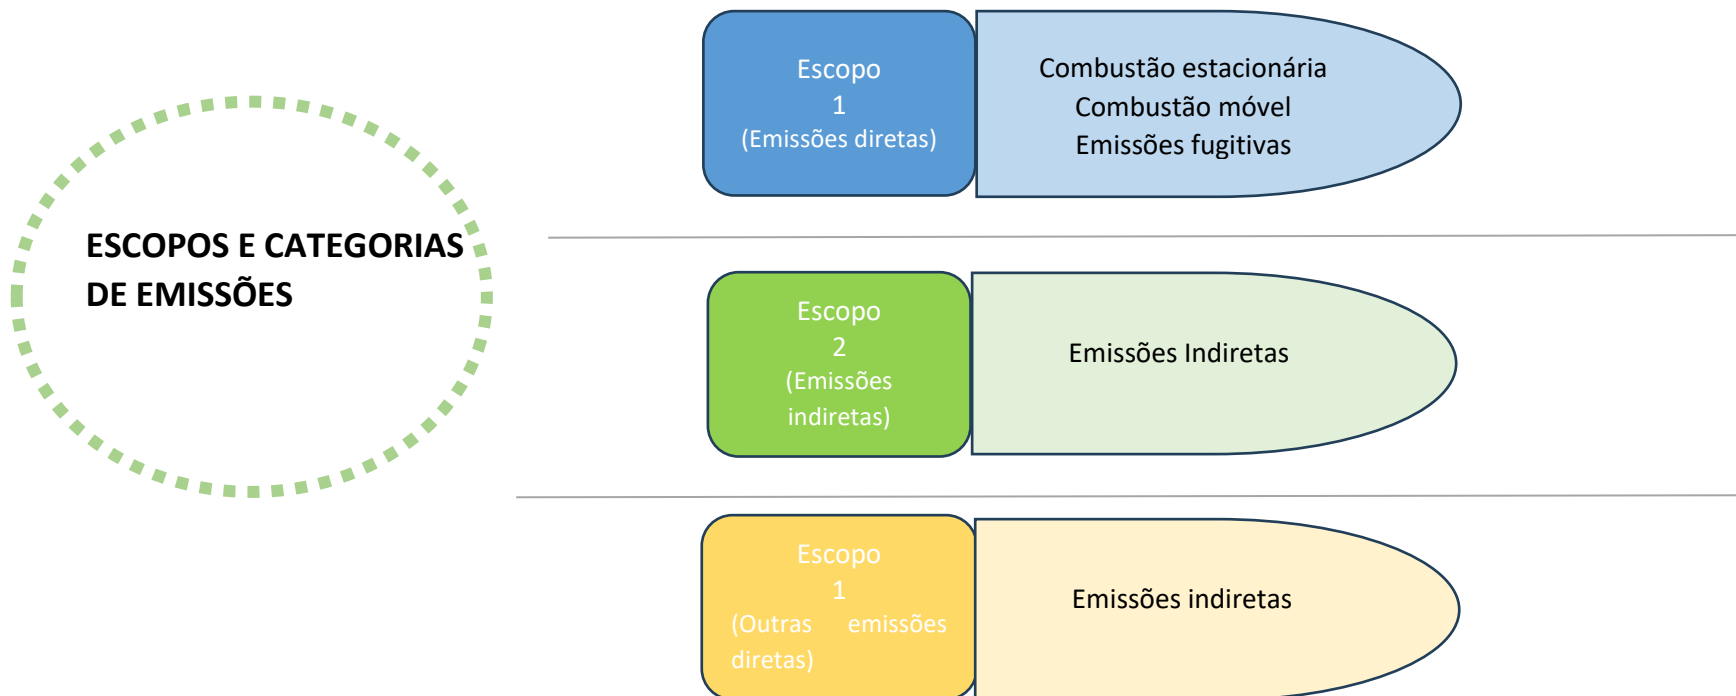 ESCOPOS E CATEGORIAS
DE EMISSÕES
Escopo
1
(Emissões diretas)
Combustão estacionária
Combustão móvel
Emissões fugitivas
Escopo
2
(Emissões
indiretas)
Emissões Indiretas
Escopo
1
(Outras emissões
diretas)
Emissões indiretas